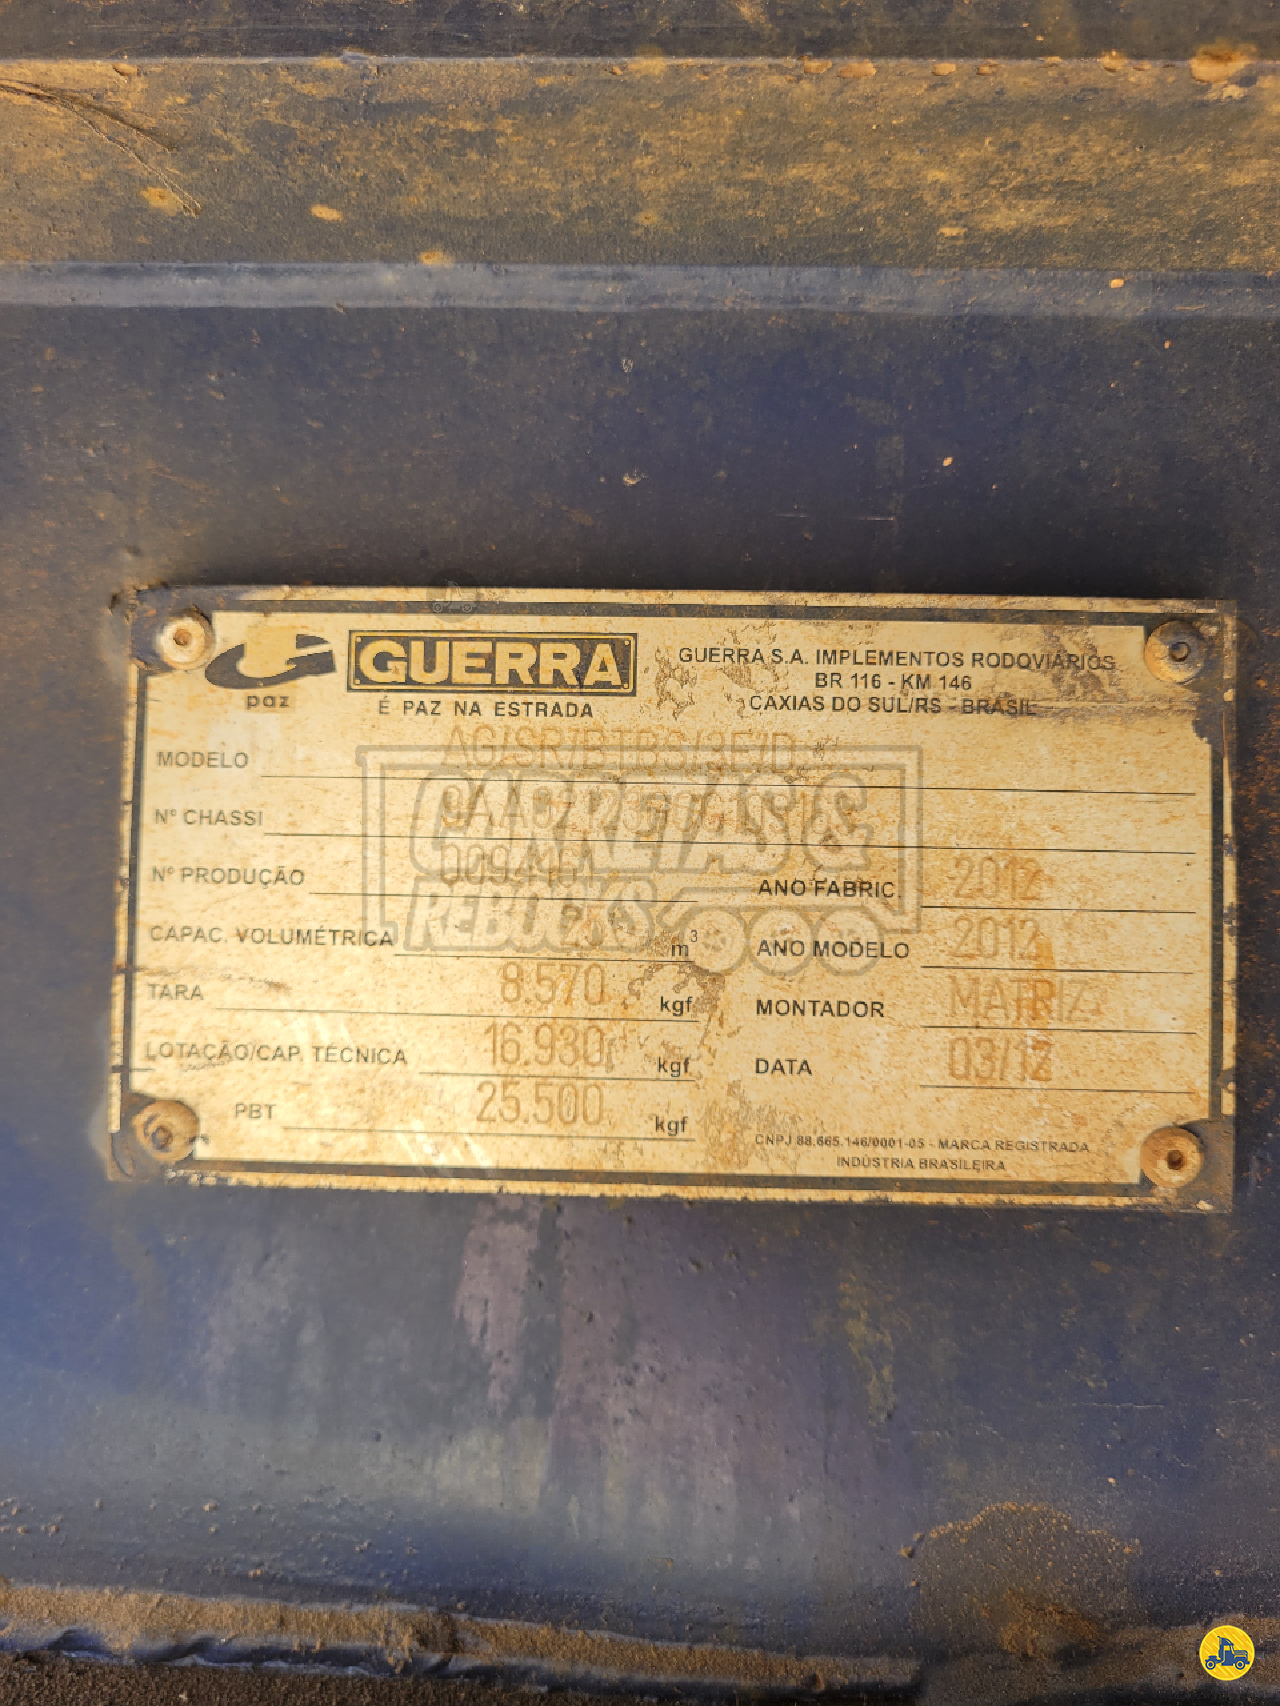 GUERRA
paz
É PAZ NA ESTRADA
GUERRA S.A. IMPLEMENTOS RODOVIÁRIOS
BR 116 - KM 146
CAXIAS DO SUL/RS - BRASIL
MODELO
Nº CHASSI
Nº PRODUÇÃO
ANO FABRIC. 2012
CAPAC. VOLUMÉTRICA m³
ANO MODELO 2012
TARA 8.570 kgf
MONTADOR MATRIZ
LOTAÇÃO/CAP. TÉCNICA 16.930 kgf
DATA 03/12
PBT 25.500 kgf
CNPJ 88.665.146/0001-05 - MARCA REGISTRADA
INDÚSTRIA BRASILEIRA
CARRETAS &
REBOCKS